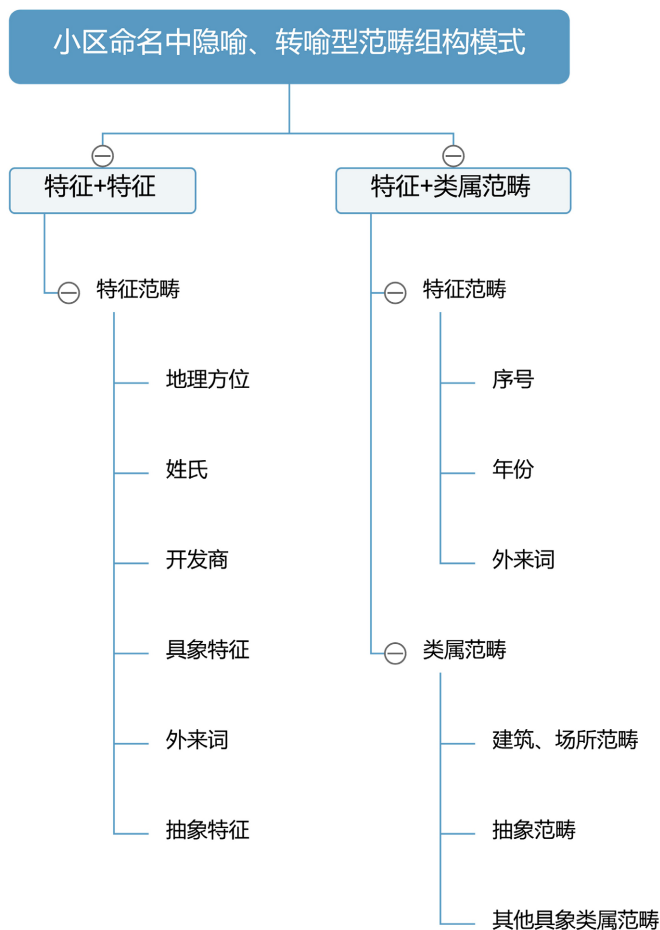 小区命名中隐喻、转喻型范畴组构模式
特征+特征
特征范畴
地理方位
姓氏
开发商
具象特征
外来词
抽象特征
特征+类属范畴
特征范畴
序号
年份
外来词
类属范畴
建筑、场所范畴
抽象范畴
其他具象类属范畴